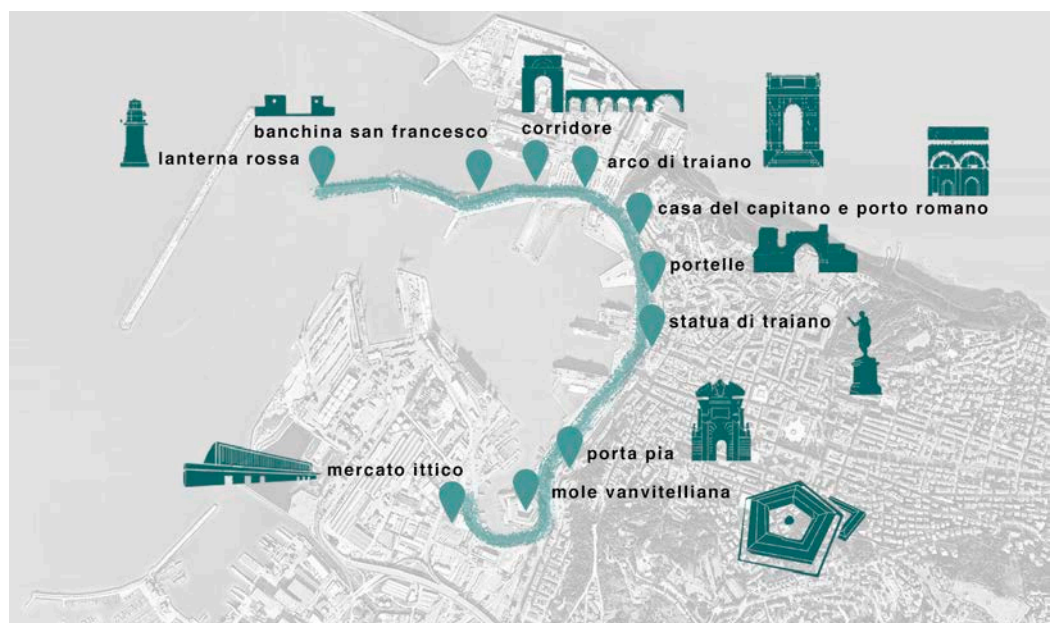 banchina san francesco
corridore
lanterna rossa
arco di traiano
casa del capitano e porto romano
portelle
statua di traiano
porta pia
mercato ittico
mole vanvitelliana